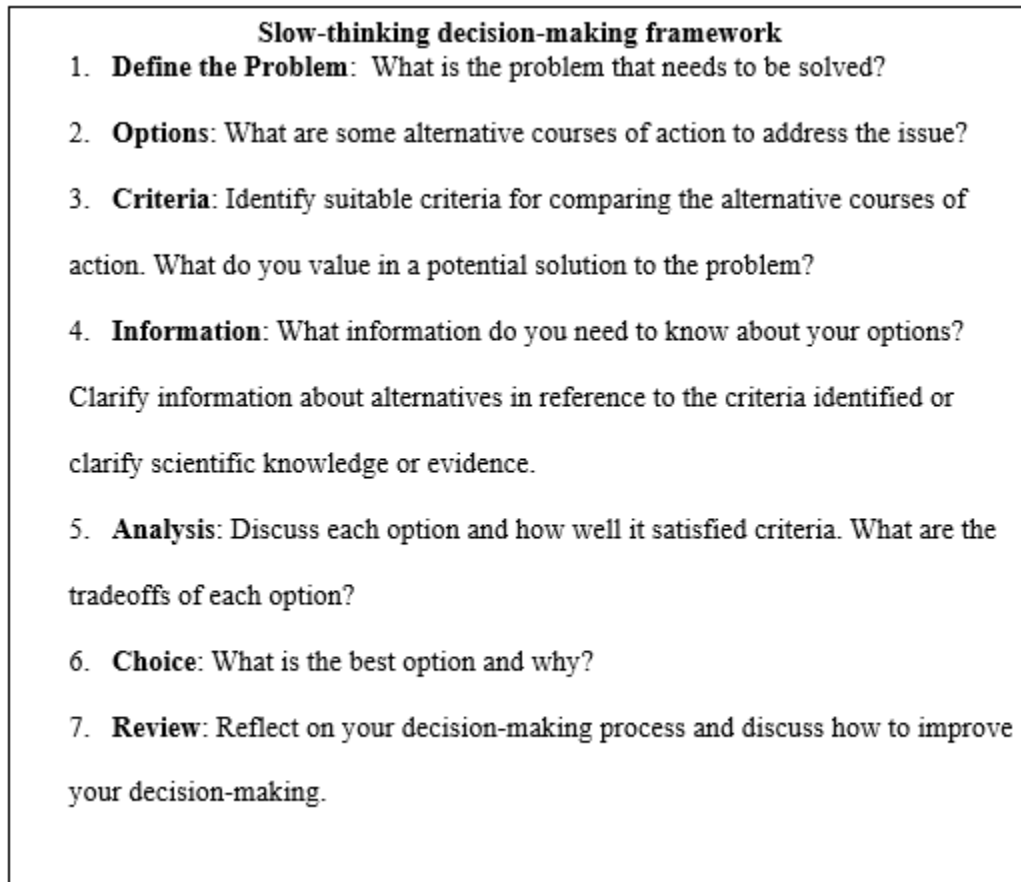 Slow-thinking decision-making framework
1. Define the Problem: What is the problem that needs to be solved?
2. Options: What are some alternative courses of action to address the issue?
3. Criteria: Identify suitable criteria for comparing the alternative courses of
action. What do you value in a potential solution to the problem?
4. Information: What information do you need to know about your options?
Clarify information about alternatives in reference to the criteria identified or
clarify scientific knowledge or evidence.
5. Analysis: Discuss each option and how well it satisfied criteria. What are the
tradeoffs of each option?
6. Choice: What is the best option and why?
7. Review: Reflect on your decision-making process and discuss how to improve
your decision-making.